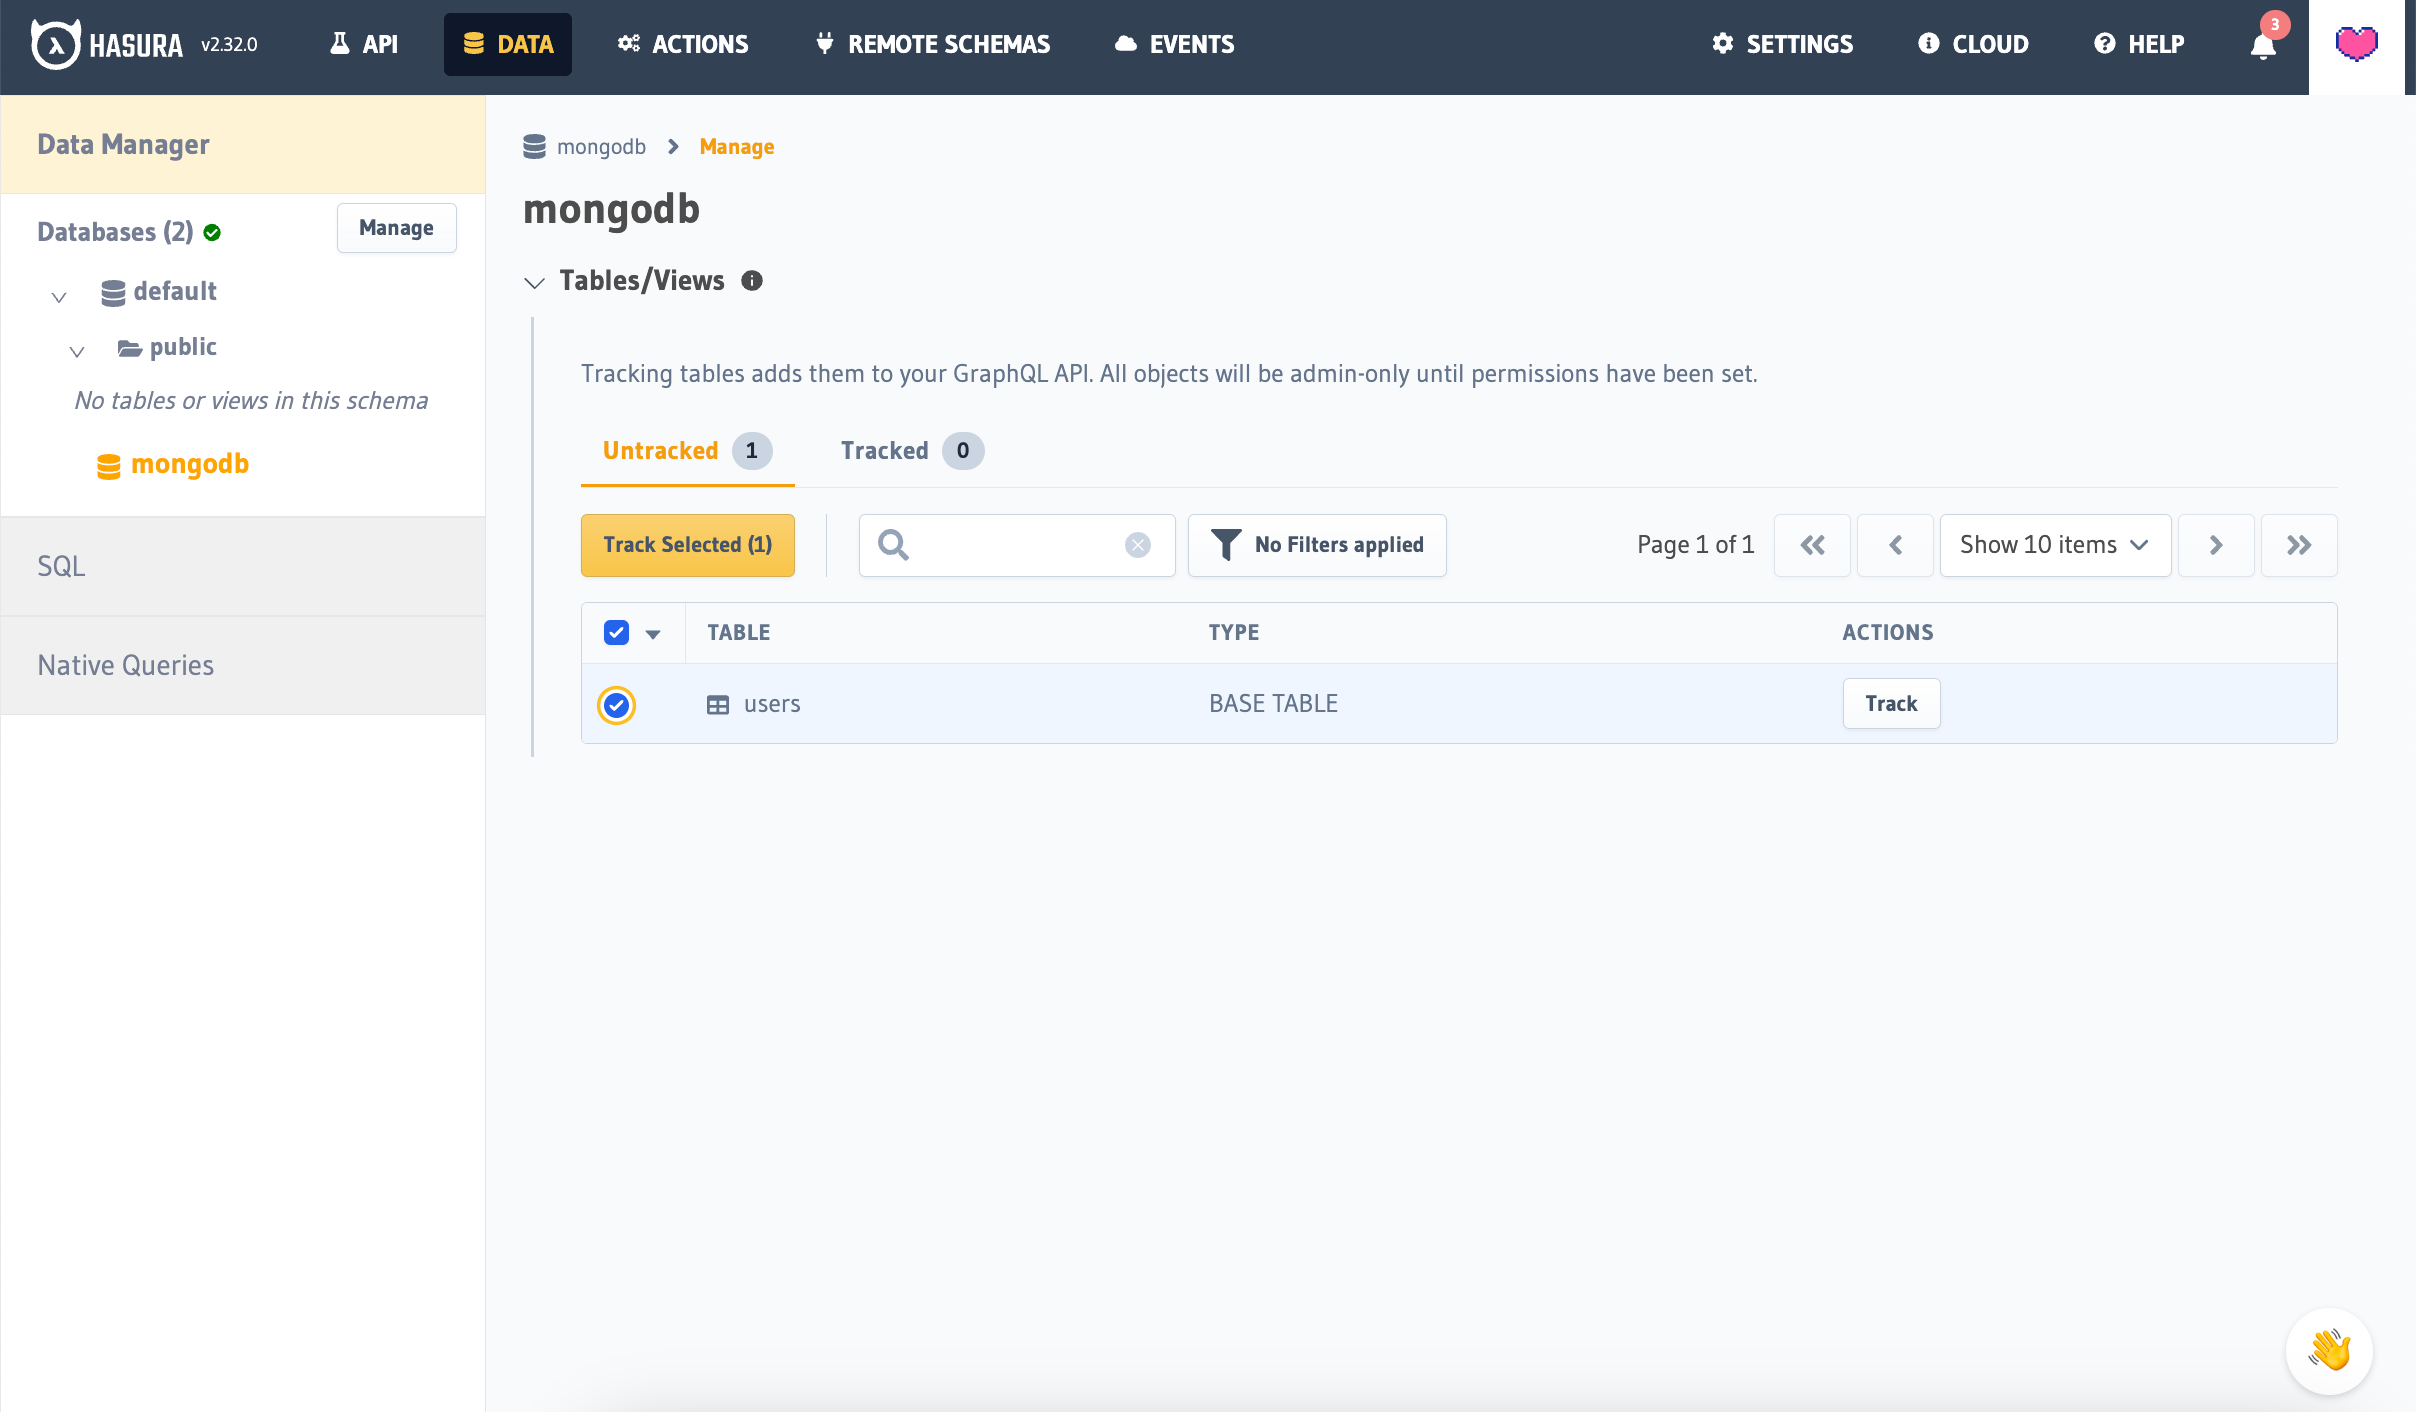 HASURA v2.32.0 API DATA ACTIONS REMOTE SCHEMAS EVENTS SETTINGS CLOUD HELP 3
Data Manager
Databases (2) Manage
default
public
No tables or views in this schema
mongodb
SQL
Native Queries
mongodb Manage
mongodb
Tables/Views
Tracking tables adds them to your GraphQL API. All objects will be admin-only until permissions have been set.
Untracked 1 Tracked 0
Track Selected (1) No Filters applied Page 1 of 1 Show 10 items
TABLE TYPE ACTIONS
users BASE TABLE Track